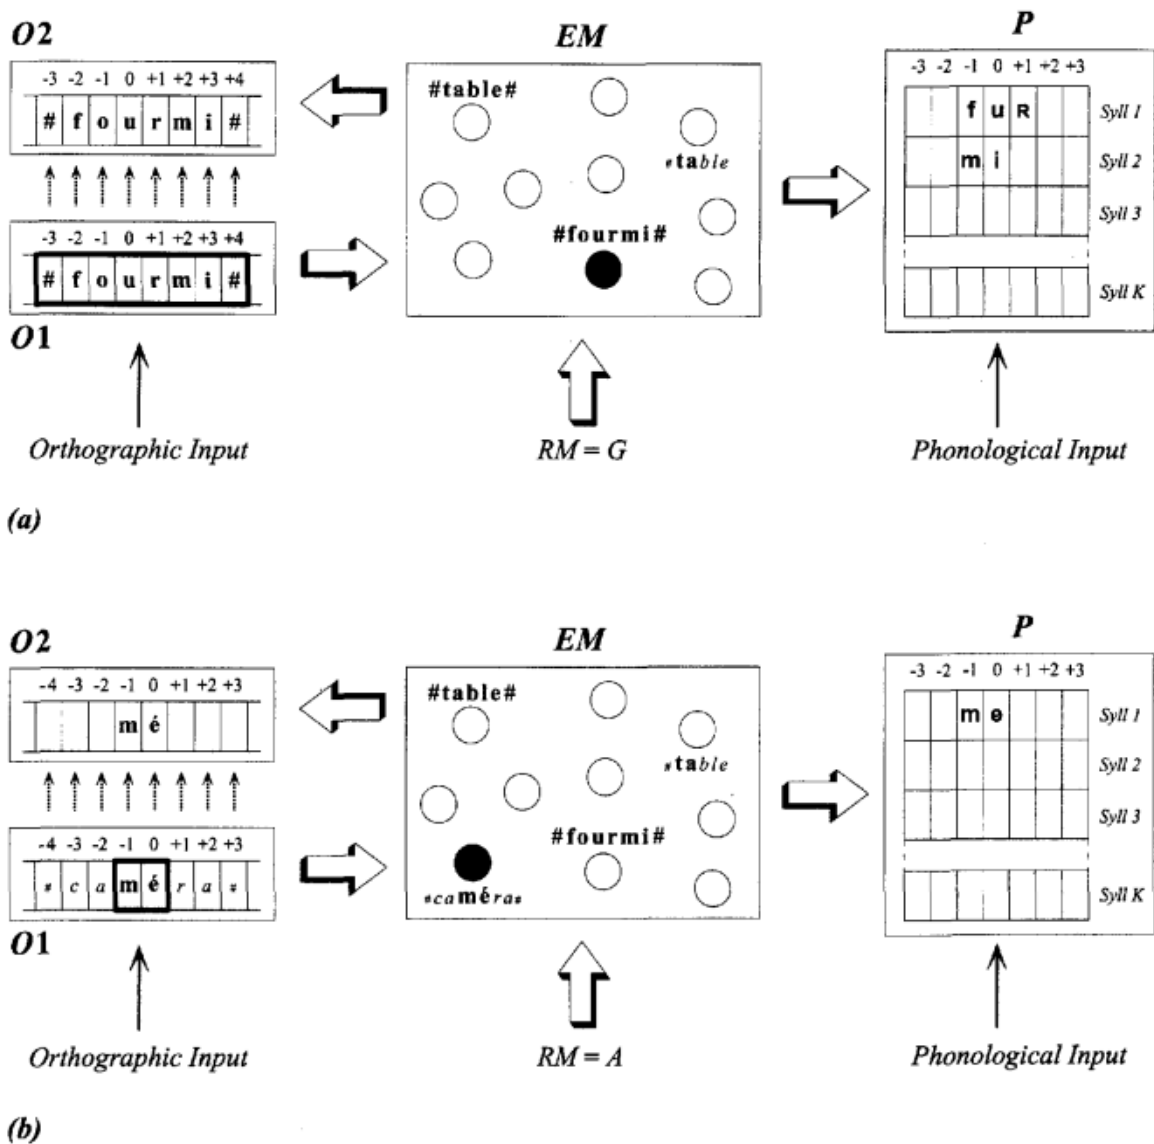 O2
EM
P
-3 -2 -1 0 +1 +2 +3 +4
# f o u r m i #
-3 -2 -1 0 +1 +2 +3 +4
# f o u r m i #
O1
#table#
#table
#fourmi#
-3 -2 -1 0 +1 +2 +3
f u R Syll 1
m i Syll 2
Syll 3
Syll K
Orthographic Input
RM = G
Phonological Input
(a)
O2
EM
P
-4 -3 -2 -1 0 +1 +2 +3
m é
-4 -3 -2 -1 0 +1 +2 +3
# c a m é r a #
O1
#table#
#table
#fourmi#
#caméra#
-3 -2 -1 0 +1 +2 +3
m e Syll 1
Syll 2
Syll 3
Syll K
Orthographic Input
RM = A
Phonological Input
(b)